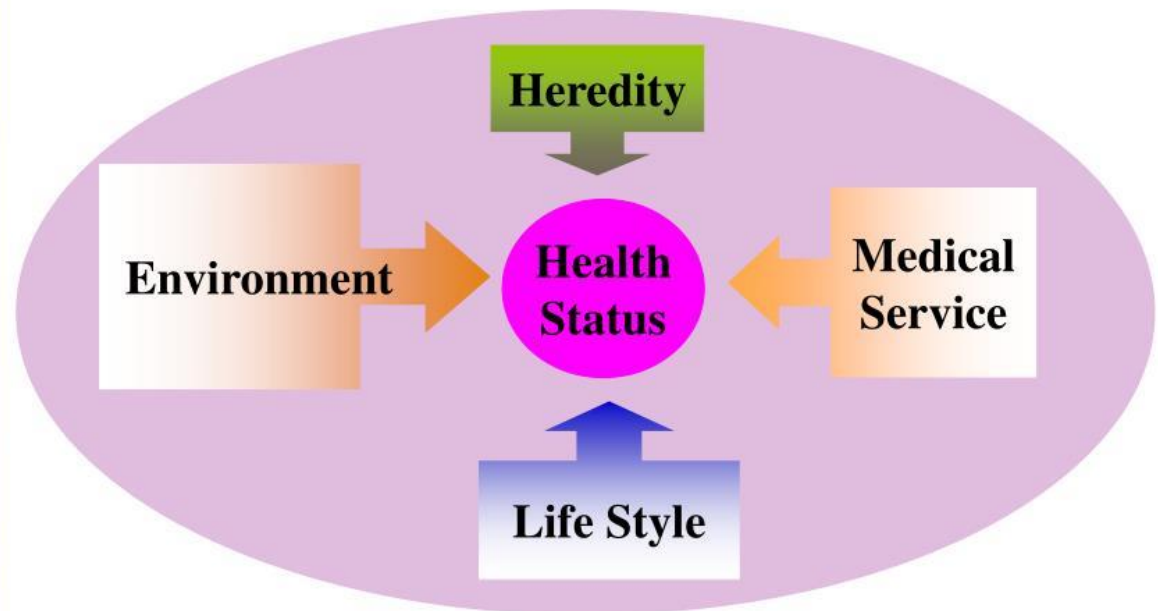 Heredity
Environment
Health
Status
Medical
Service
Life Style